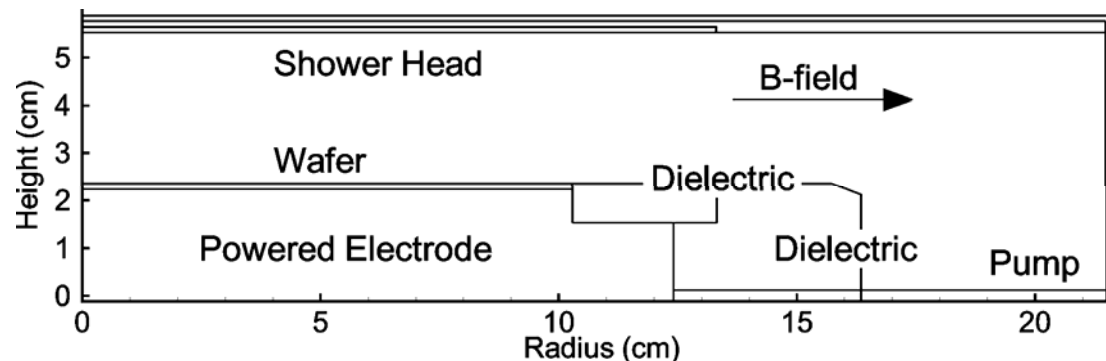 5
Shower Head
B-field
4
Height (cm)
3
Wafer
Dielectric
2
Powered Electrode
Dielectric
1
Pump
0
0
5
10
15
20
Radius (cm)